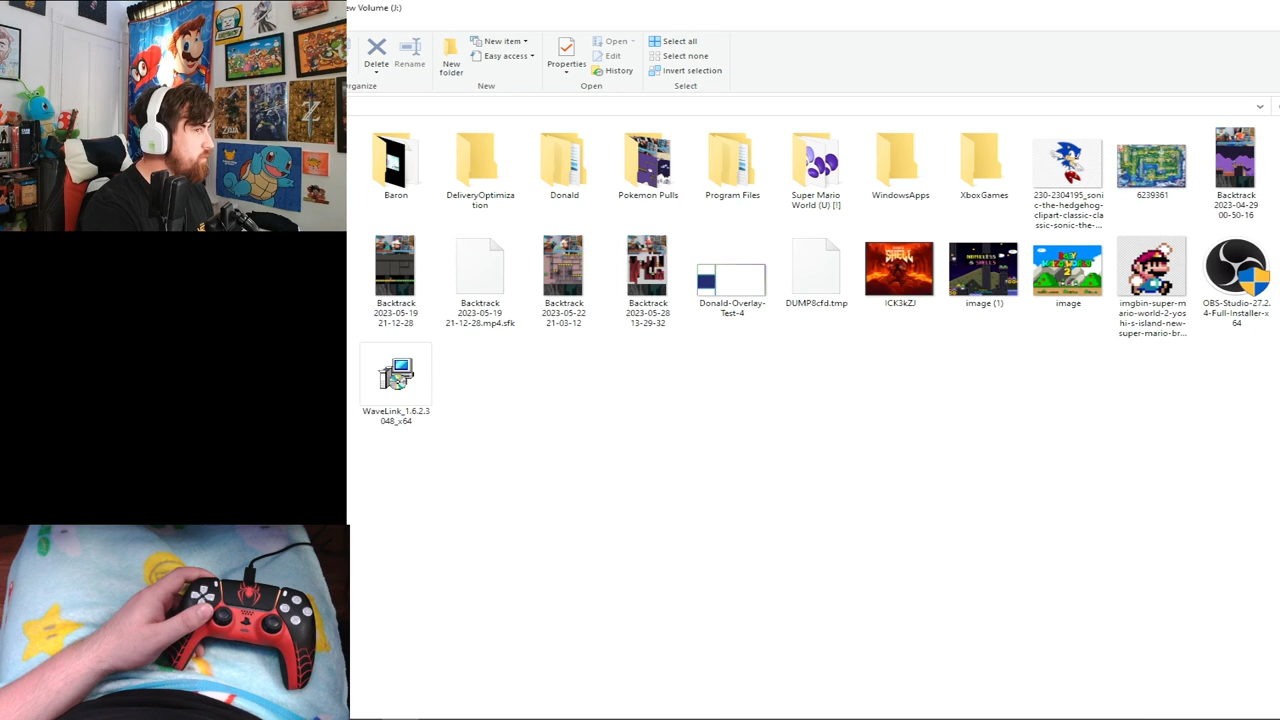 ew Volume (J:)
Delete
Rename
rganize
New
folder
New item
Easy access
New
Properties
Open
Edit
History
Open
Select all
Select none
Invert selection
Select
Baron
DeliveryOptimiza
tion
Donald
Pokemon Pulls
Program Files
Super Mario
World (U) [!]
WindowsApps
XboxGames
230-2304195_soni
c-the-hedgehog-
clipart-classic-cla
ssic-sonic-the-...
6239361
Backtrack
2023-04-29
00-50-16
Backtrack
2023-05-19
21-12-28
Backtrack
2023-05-19
21-12-28.mp4.sfk
Backtrack
2023-05-22
21-03-12
Backtrack
2023-05-28
13-29-32
Donald-Overlay-
Test-4
DUMP8cfd.tmp
ICK3kZJ
image (1)
image
imgbin-super-m
ario-world-2-yos
hi-s-island-new-
super-mario-br...
OBS-Studio-27.2.
4-Full-Installer-x
64
WaveLink_1.6.2.3
048_x64